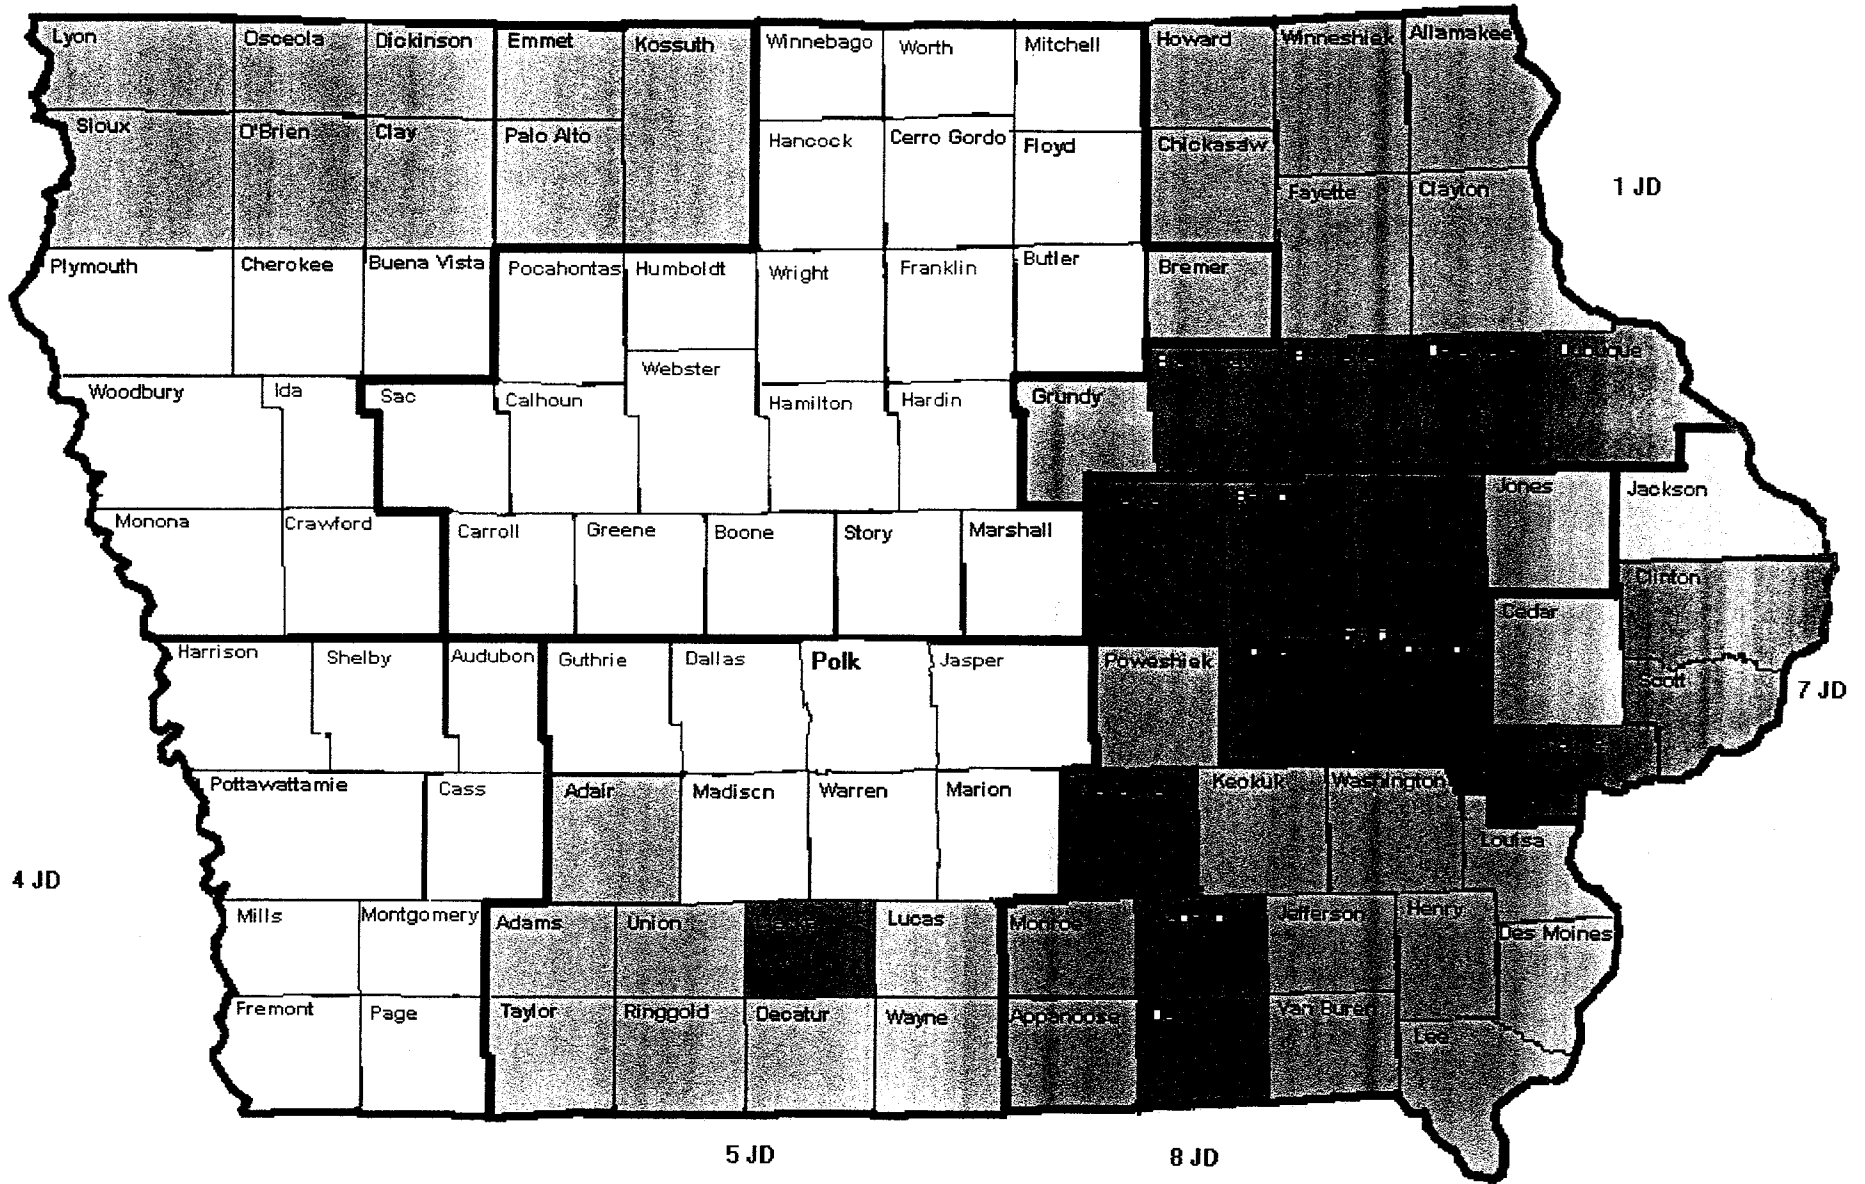 Lyon Osceola Dickinson Emmet Kossuth Winnebago Worth Mitchell Howard Winneshiek Allamakee
Sioux O'Brien Clay Palo Alto Hancock Cerro Gordo Floyd Chickasaw
Fayette Clayton 1 JD
Plymouth Cherokee Buena Vista Pocahontas Humboldt Wright Franklin Butler Bremer
Webster
Woodbury Ida Sac Calhoun Hamilton Hardin Grundy
Jones Jackson
Monona Crawford Carroll Greene Boone Story Marshall
Clinton
Cedar
Harrison Shelby Audubon Guthrie Dallas Polk Jasper Poweshiek
Scott 7 JD
Pottawattamie Cass Adair Madiscn Warren Marion Keokuk Washington
Louisa
4 JD
Mills Montgomery Adams Union Lucas Monroe Jefferson Henry
Des Moines
Fremont Page Taylor Ringgold Decatur Wayne Appanoose Van Buren
Lee
5 JD 8 JD